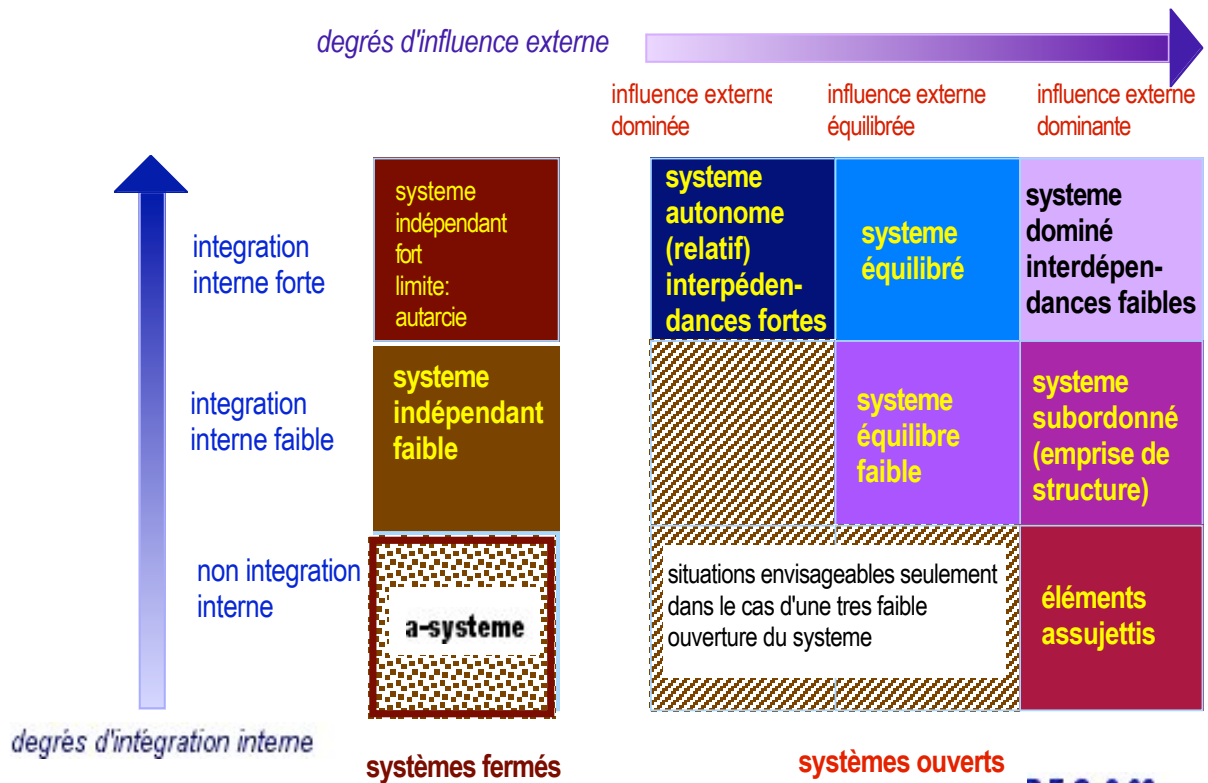 degrés d'influence externe
influence externe
dominée
influence externe
équilibrée
influence externe
dominante
integration
interne forte
systeme
indépendant
fort
limite:
autarcie
systeme
autonome
(relatif)
interpéden-
dances fortes
systeme
équilibré
systeme
dominé
interdépen-
dances faibles
integration
interne faible
systeme
indépendant
faible
systeme
équilibre
faible
systeme
subordonné
(emprise de
structure)
non integration
interne
a-systeme
situations envisageables seulement
dans le cas d'une tres faible
ouverture du systeme
éléments
assujettis
degrés d'intégration interne
systèmes fermés
systèmes ouverts